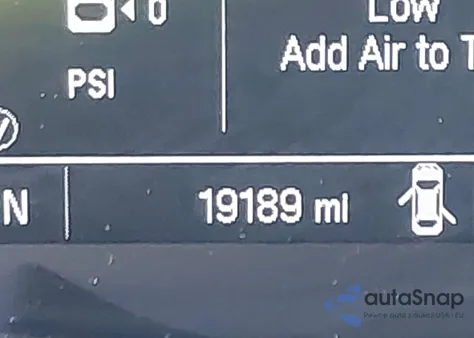 0
Low
Add Air to T
PSI
N
19189 mi
autaSnap